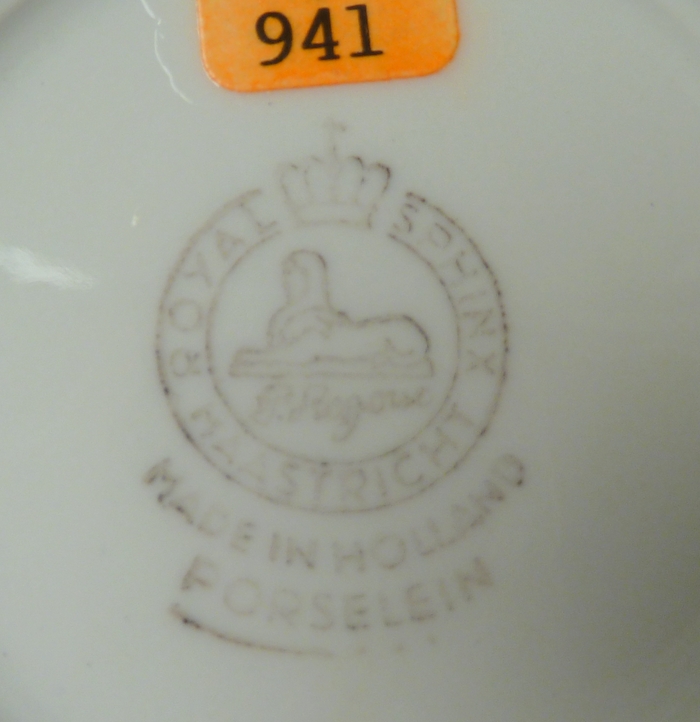 941
ROYAL SPHINX
P. Regout
MAASTRICHT
MADE IN HOLLAND
PORSELEIN